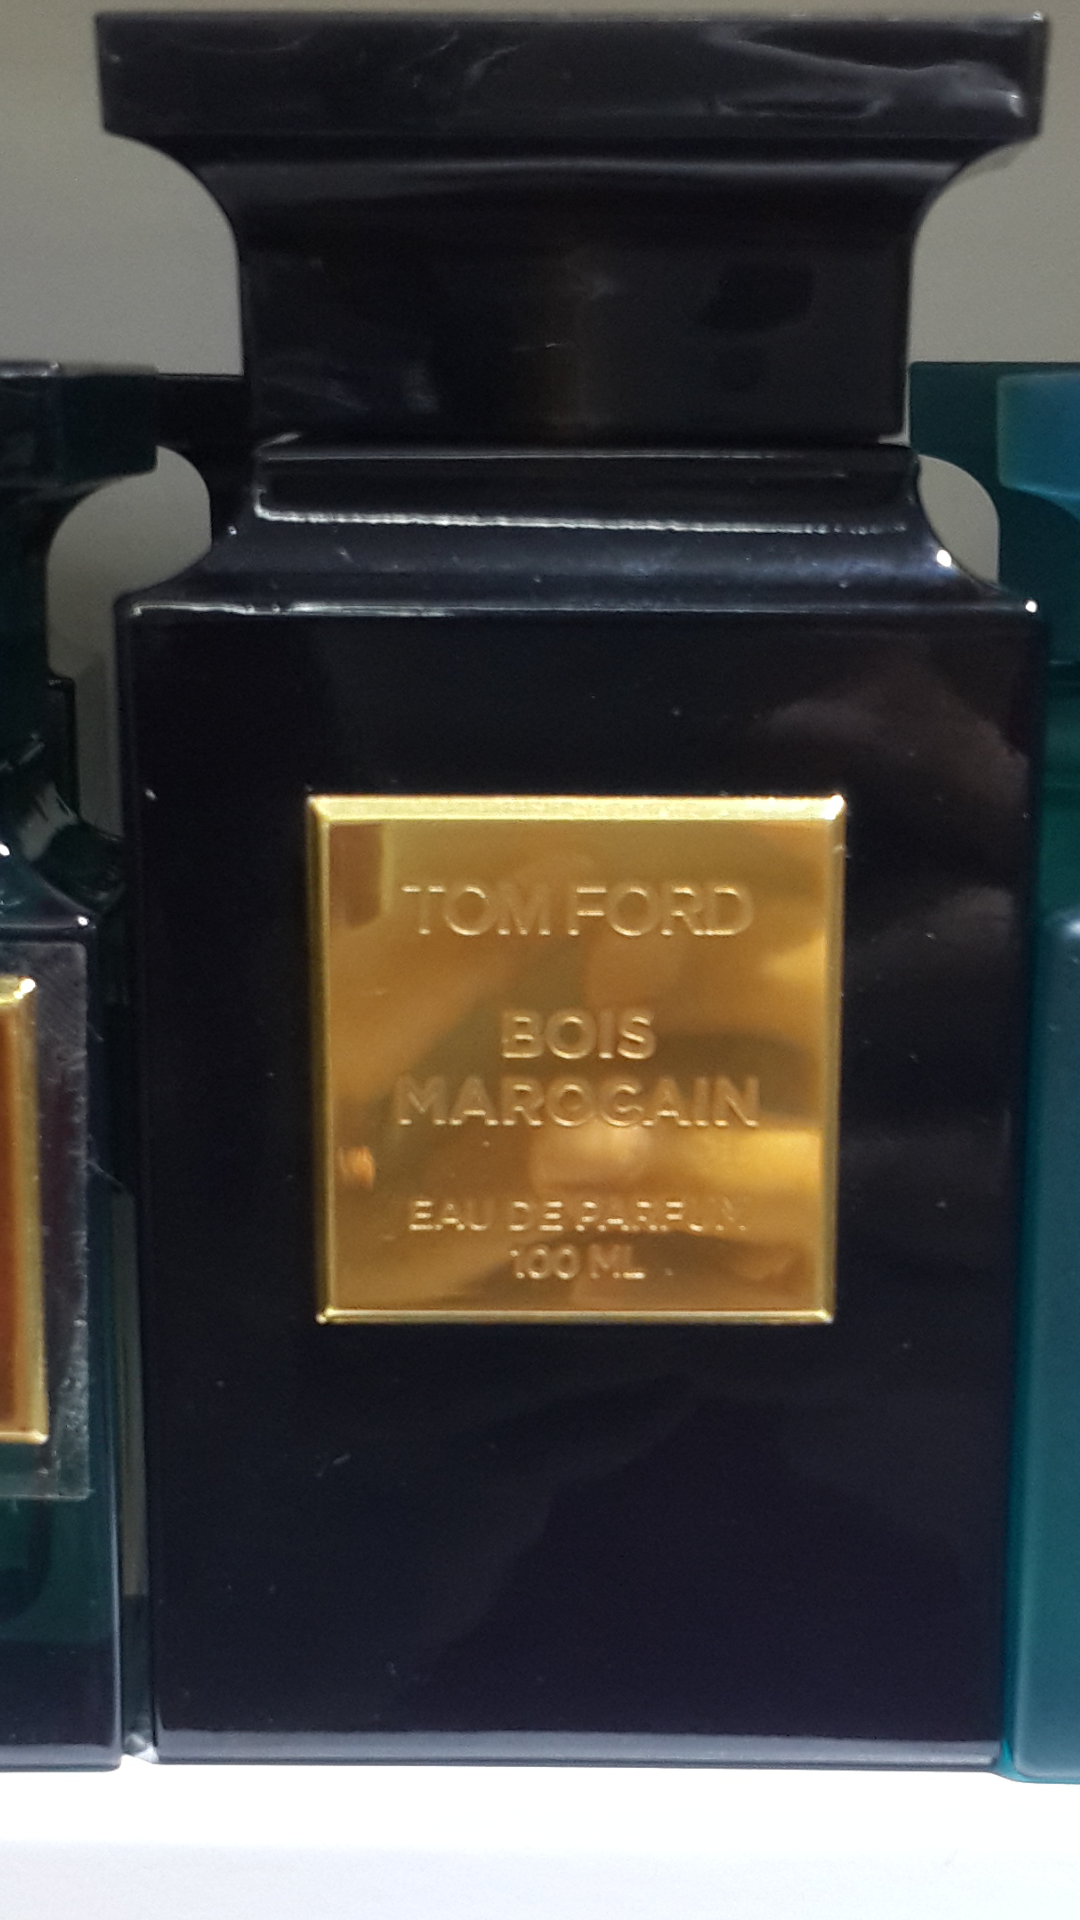 TOM FORD
BOIS
MAROCAIN
EAU DE PARFUM
100 ML